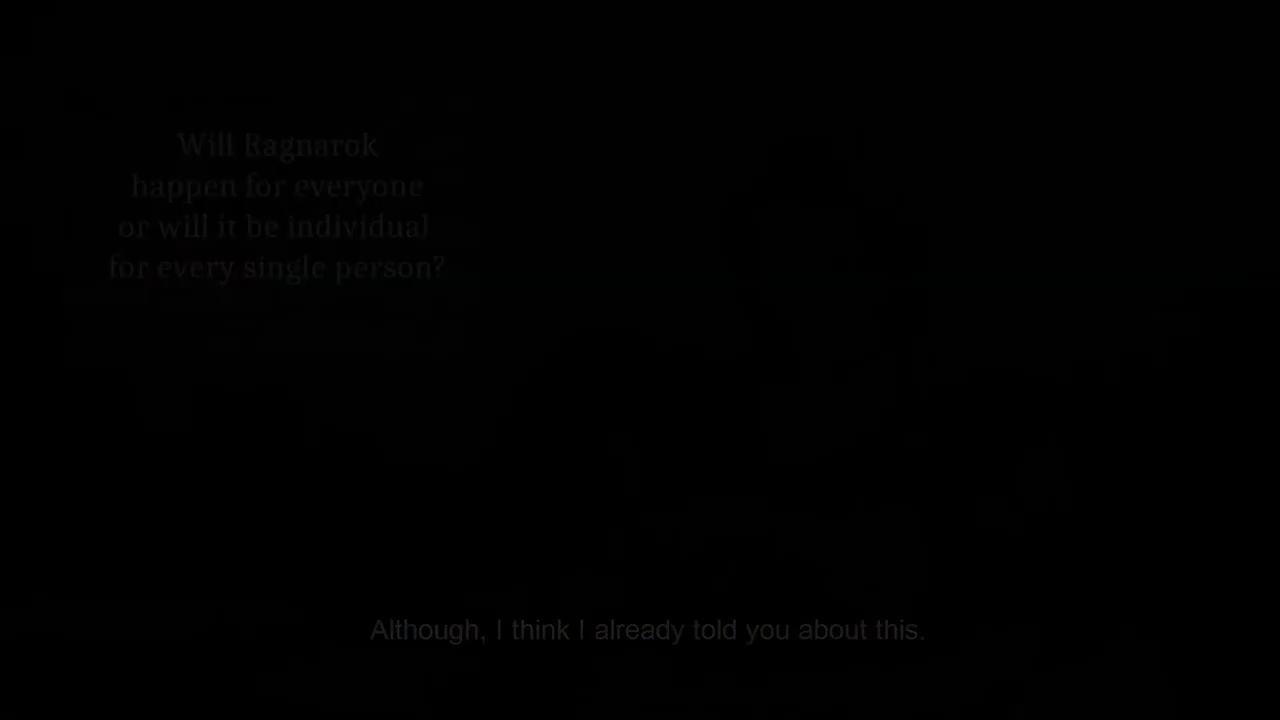 Will Ragnarok
happen for everyone
or will it be individual
for every single person?
Although, I think I already told you about this.